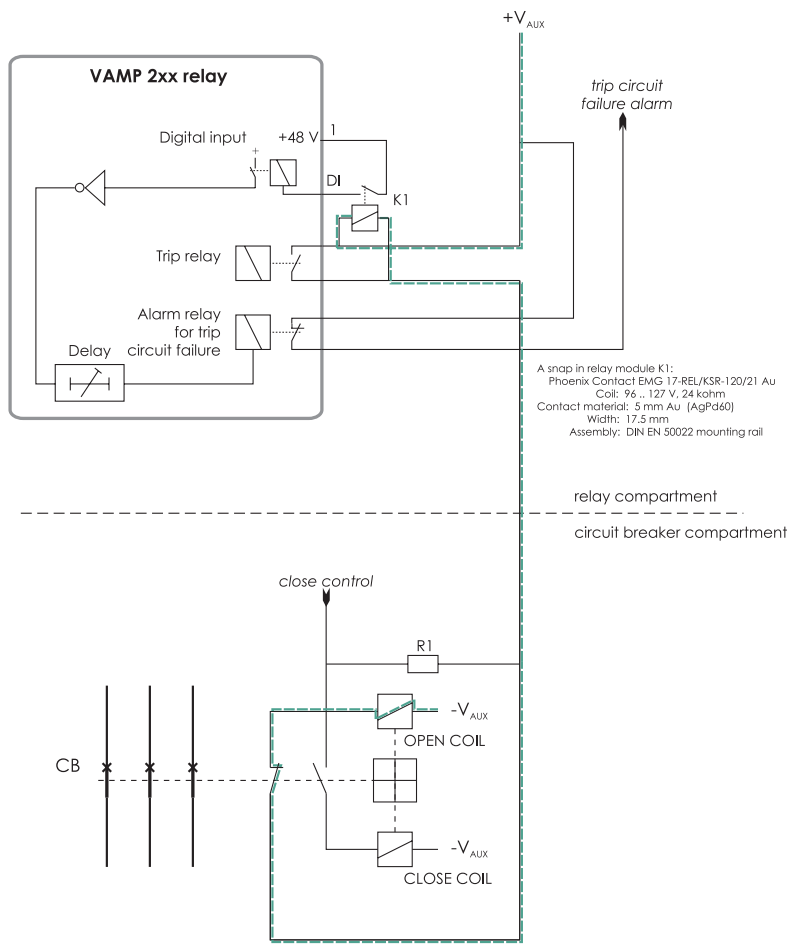 +V AUX
VAMP 2xx relay
trip circuit
failure alarm
Digital input
+48 V
1
+
DI
K1
Trip relay
Alarm relay
for trip
circuit failure
Delay
A snap in relay module K1:
Phoenix Contact EMG 17-REL/KSR-120/21 Au
Coil: 96 .. 127 V, 24 kohm
Contact material: 5 mm Au (AgPd60)
Width: 17.5 mm
Assembly: DIN EN 50022 mounting rail
relay compartment
circuit breaker compartment
close control
R1
-V AUX
OPEN COIL
CB
-V AUX
CLOSE COIL